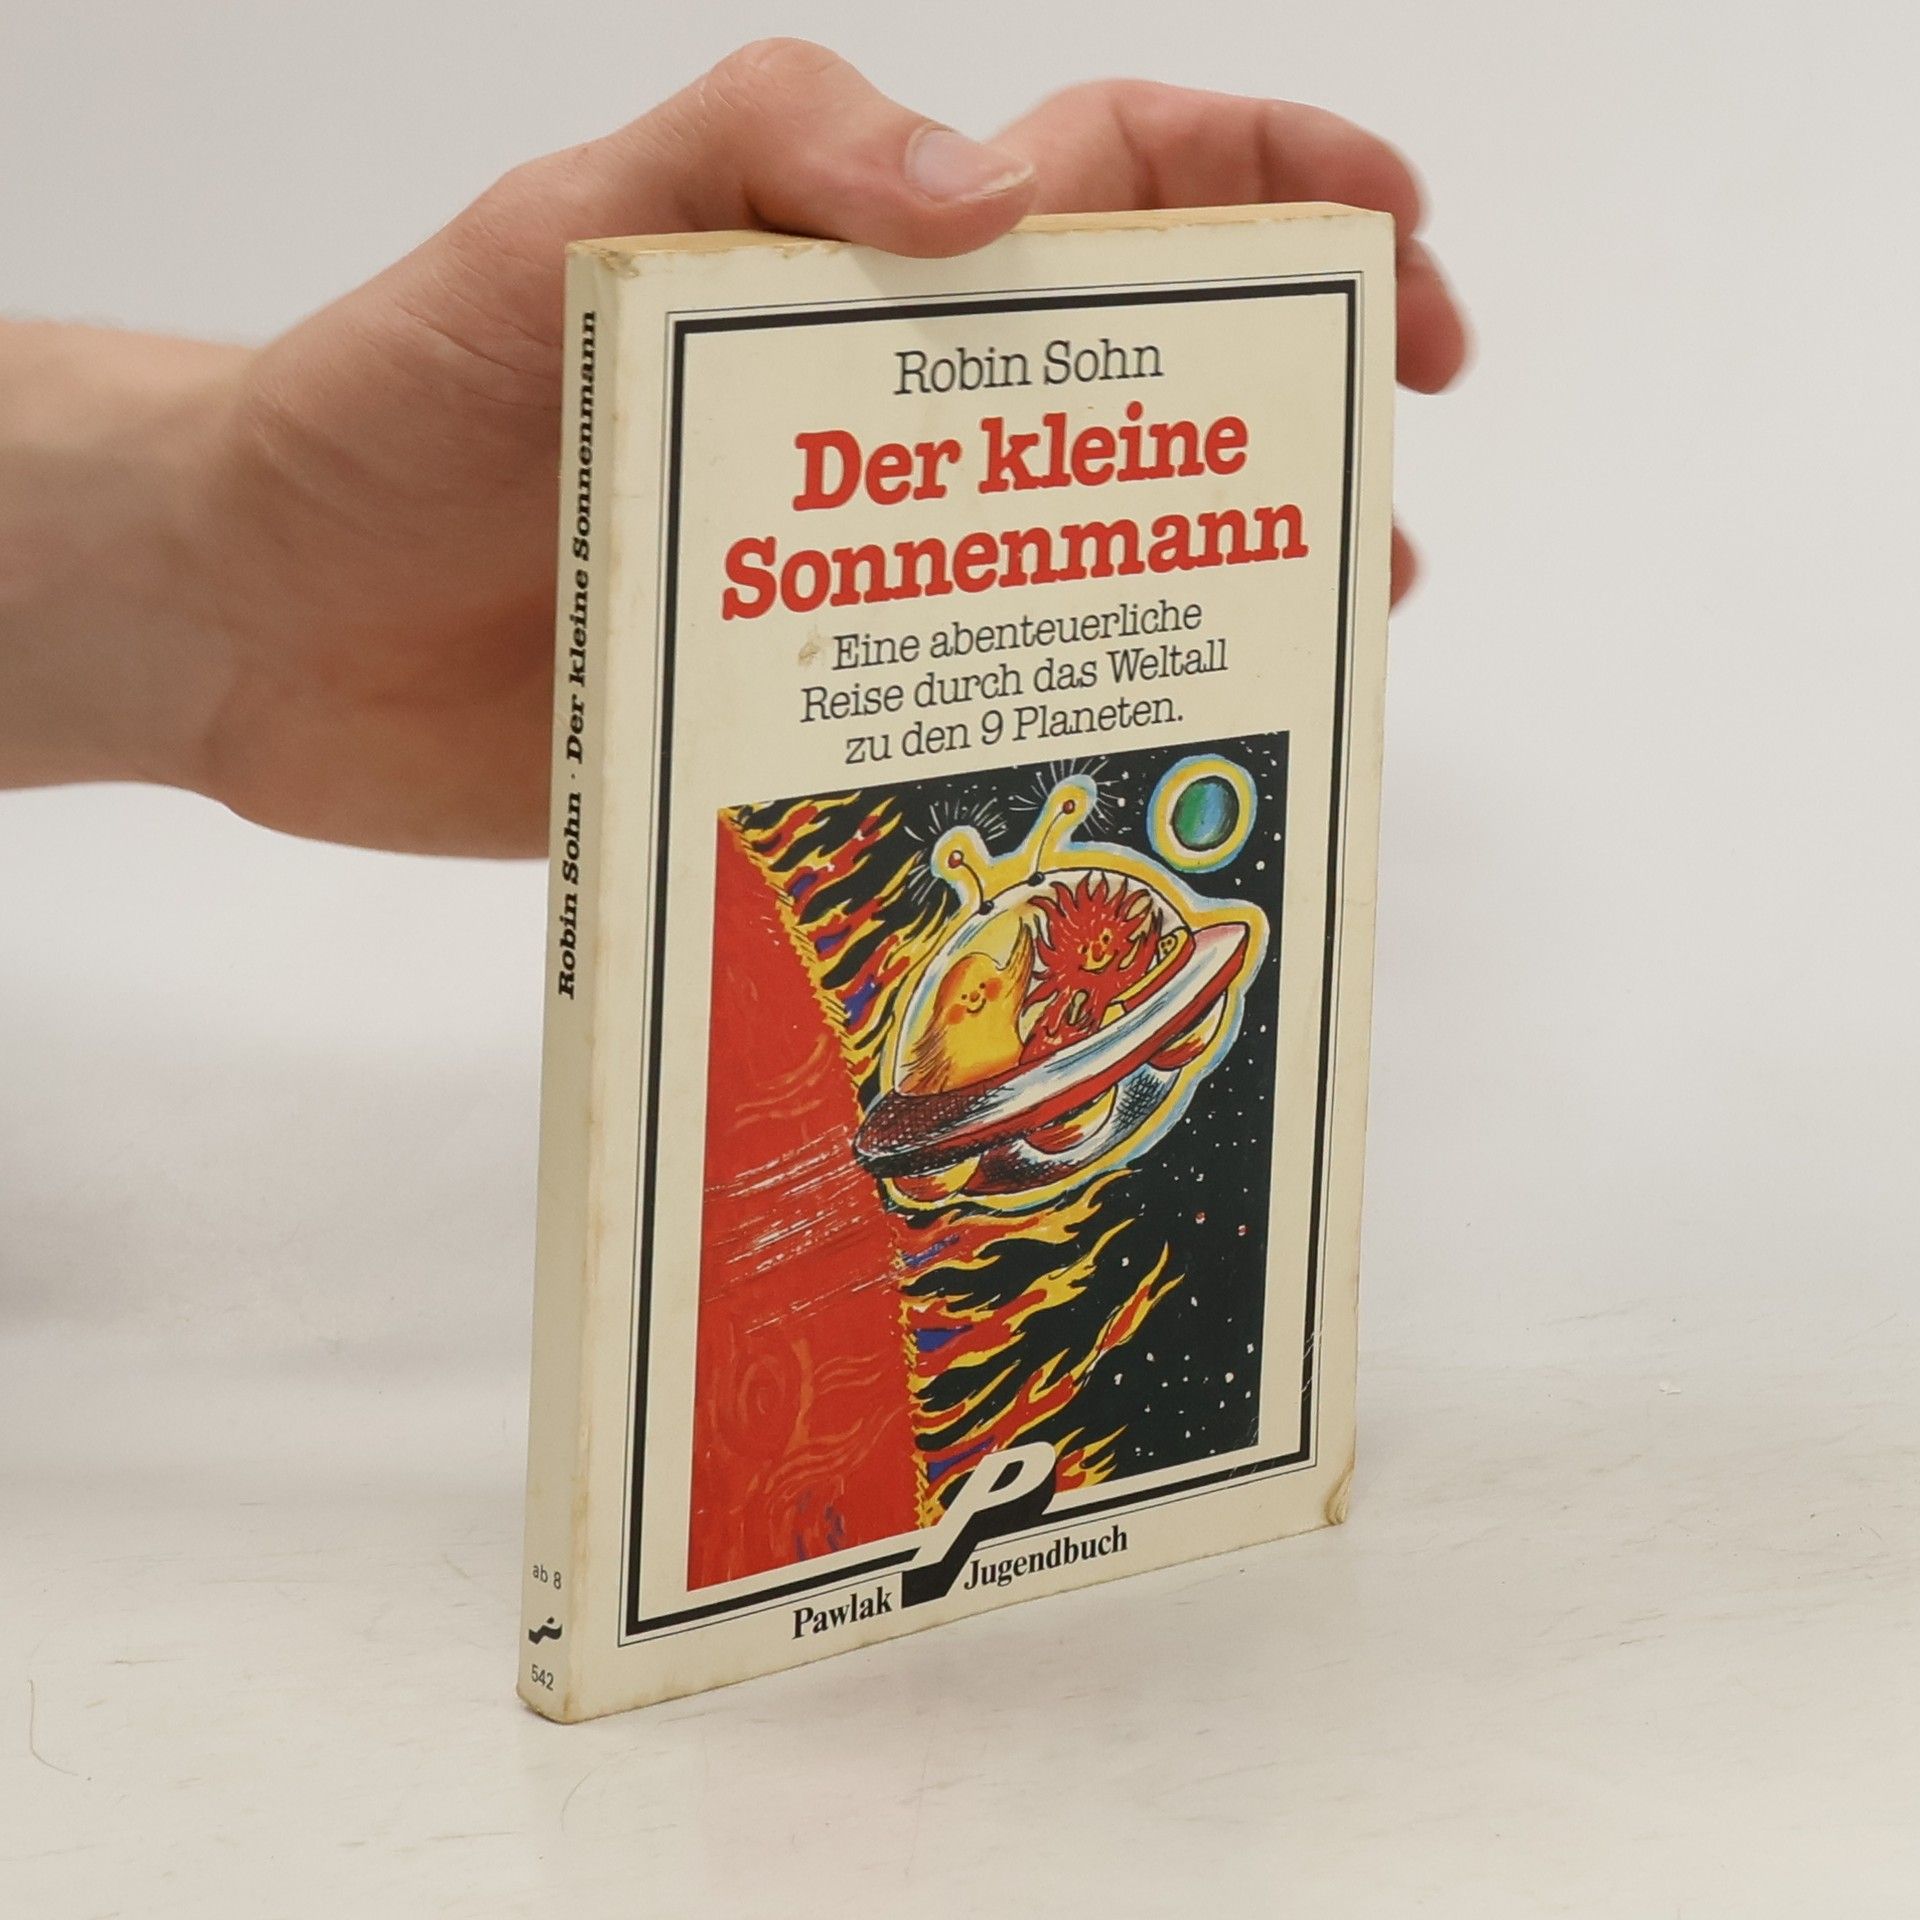 Robin Sohn
Der kleine
Sonnenmann
Eine abenteuerliche
Reise durch das Weltall
zu den 9 Planeten.
P
Pawlak Jugendbuch
Robin Sohn · Der kleine Sonnenmann
ab 8
542